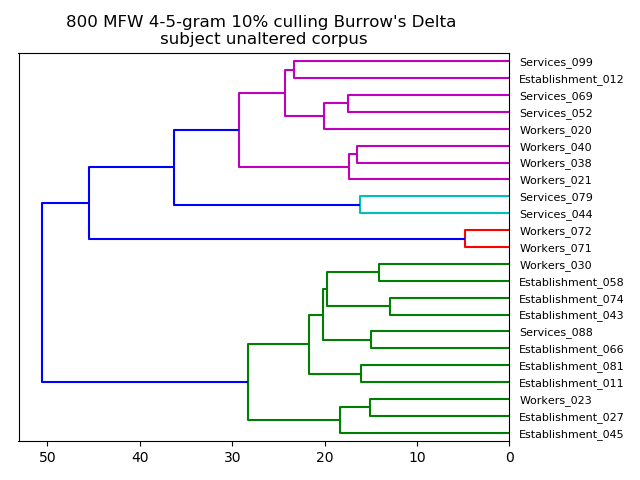 800 MFW 4-5-gram 10% culling Burrow's Delta
subject unaltered corpus
Services_099
Establishment_012
Services_069
Services_052
Workers_020
Workers_040
Workers_038
Workers_021
Services_079
Services_044
Workers_072
Workers_071
Workers_030
Establishment_058
Establishment_074
Establishment_043
Services_088
Establishment_066
Establishment_081
Establishment_011
Workers_023
Establishment_027
Establishment_045
50 40 30 20 10 0